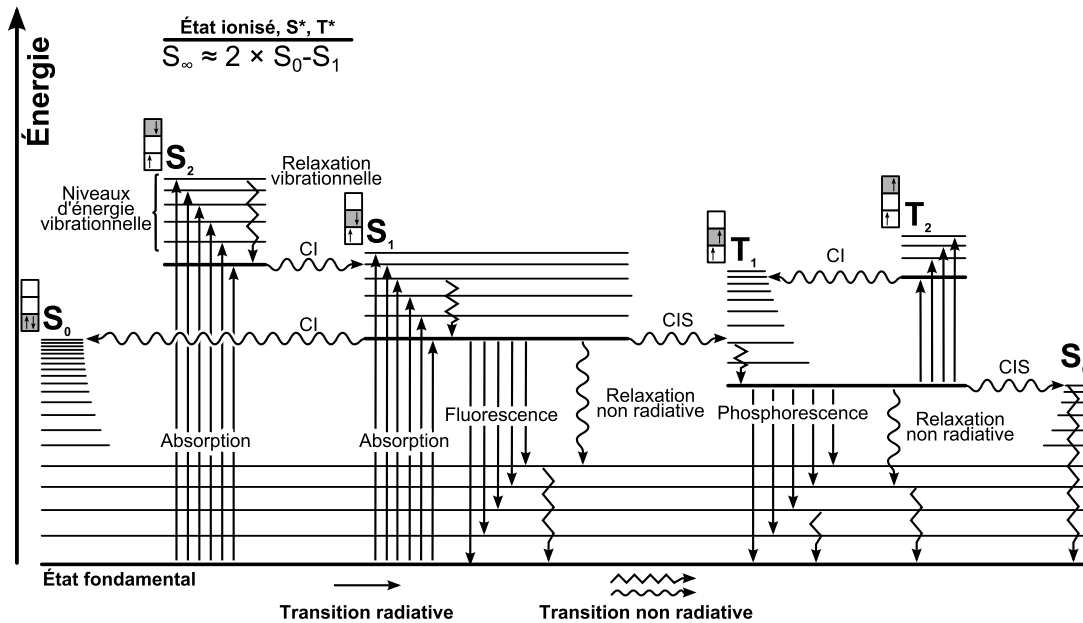 Énergie
État ionisé, S*, T*
S∞ ≈ 2 × S0-S1
S2
Relaxation
vibrationnelle
Niveaux
d'énergie
vibrationnelle
S1
T2
T1
CI
CI
S0
CI
CIS
CIS
Absorption
Absorption
Fluorescence
Relaxation
non radiative
Phosphorescence
Relaxation
non radiative
État fondamental
Transition radiative
Transition non radiative